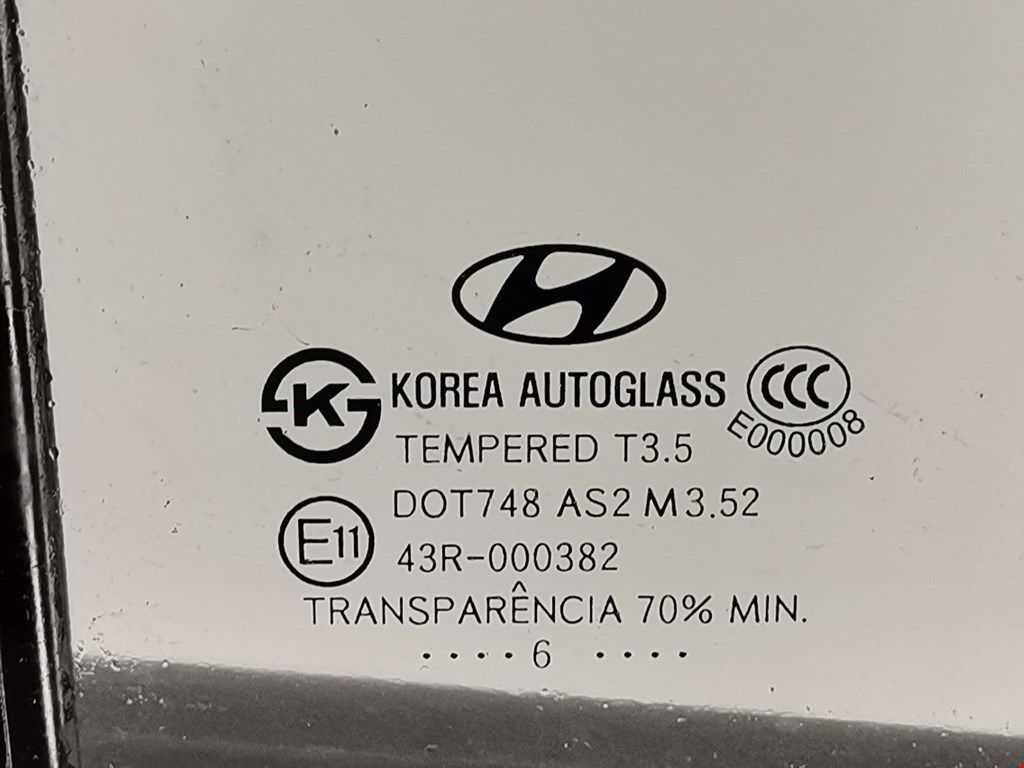 K KOREA AUTOGLASS CCC
E000008
TEMPERED T3.5
DOT748 AS2 M3.52
E11 43R-000382
TRANSPARÊNCIA 70% MIN.
....6 ....